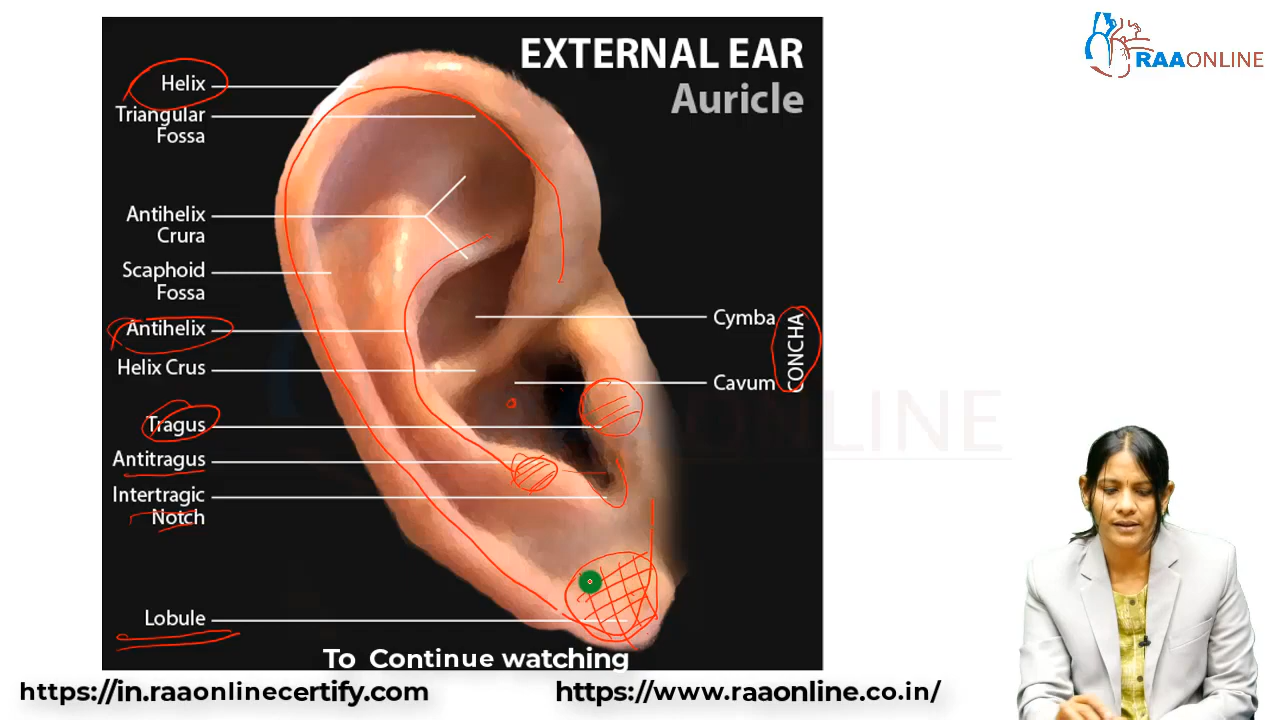 EXTERNAL EAR
Auricle
RAAONLINE
Helix
Triangular
Fossa
Antihelix
Crura
Scaphoid
Fossa
Antihelix
Helix Crus
Tragus
Antitragus
Intertragic
Notch
Lobule
Cymba
Cavum
CONCHA
RAAONLINE
To Continue watching
https://in.raaonlinecertify.com
https://www.raaonline.co.in/